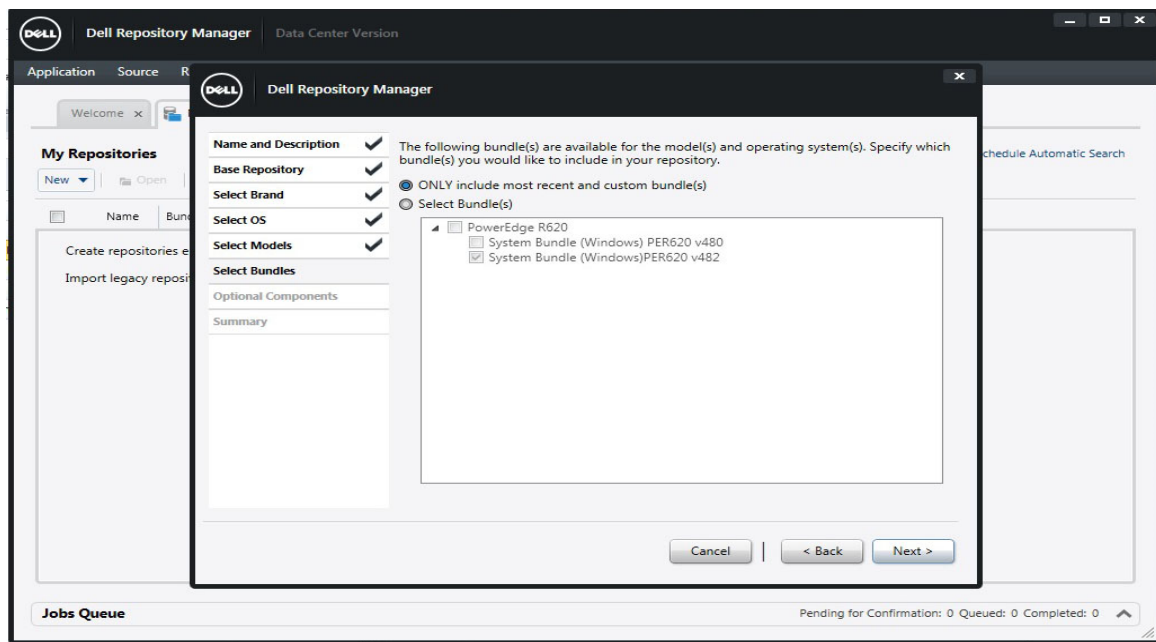 DELL
Dell Repository Manager
Data Center Version
Application Source R
DELL
Dell Repository Manager
Welcome
My Repositories
New
Open
Name
Create repositories
Import legacy
Schedule Automatic Search
Name and Description
Base Repository
Select Brand
Select OS
Select Models
Select Bundles
Optional Components
Summary
The following bundle(s) are available for the model(s) and operating system(s). Specify which
bundle(s) you would like to include in your repository.
ONLY include most recent and custom bundle(s)
Select Bundle(s)
PowerEdge R620
System Bundle (Windows) PER620 v480
System Bundle (Windows)PER620 v482
Cancel
< Back
Next >
Jobs Queue
Pending for Confirmation: 0 Queued: 0 Completed: 0